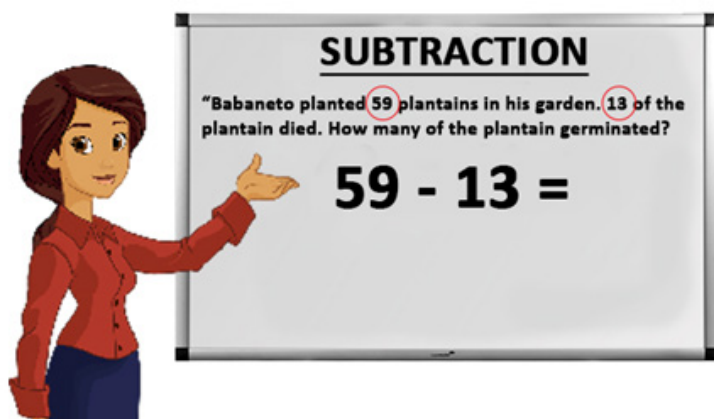 SUBTRACTION
“Babaneto planted 59 plantains in his garden. 13 of the
plantain died. How many of the plantain germinated?
59 - 13 =